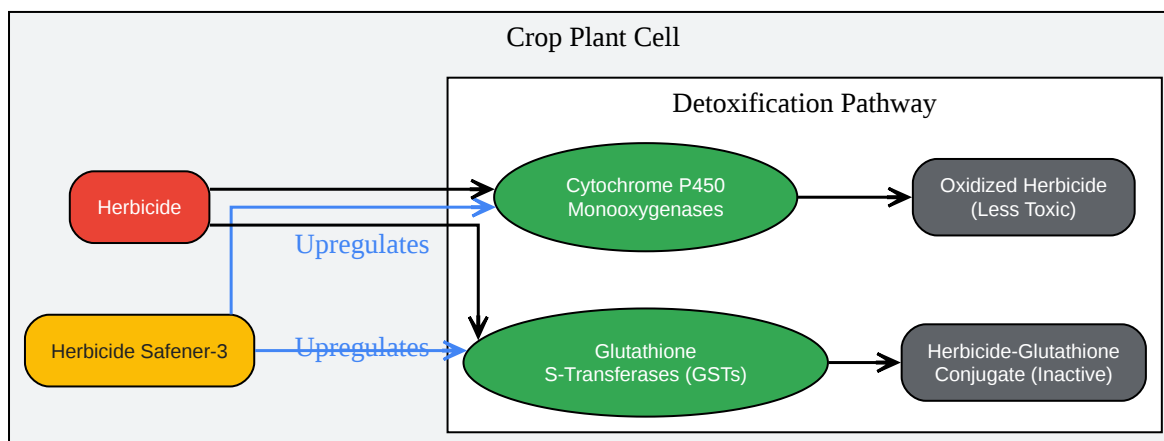 Crop Plant Cell
Detoxification Pathway
Herbicide
Cytochrome P450
Monooxygenases
Oxidized Herbicide
(Less Toxic)
Upregulates
Herbicide Safener-3
Upregulates
Glutathione
S-Transferases (GSTs)
Herbicide-Glutathione
Conjugate (Inactive)